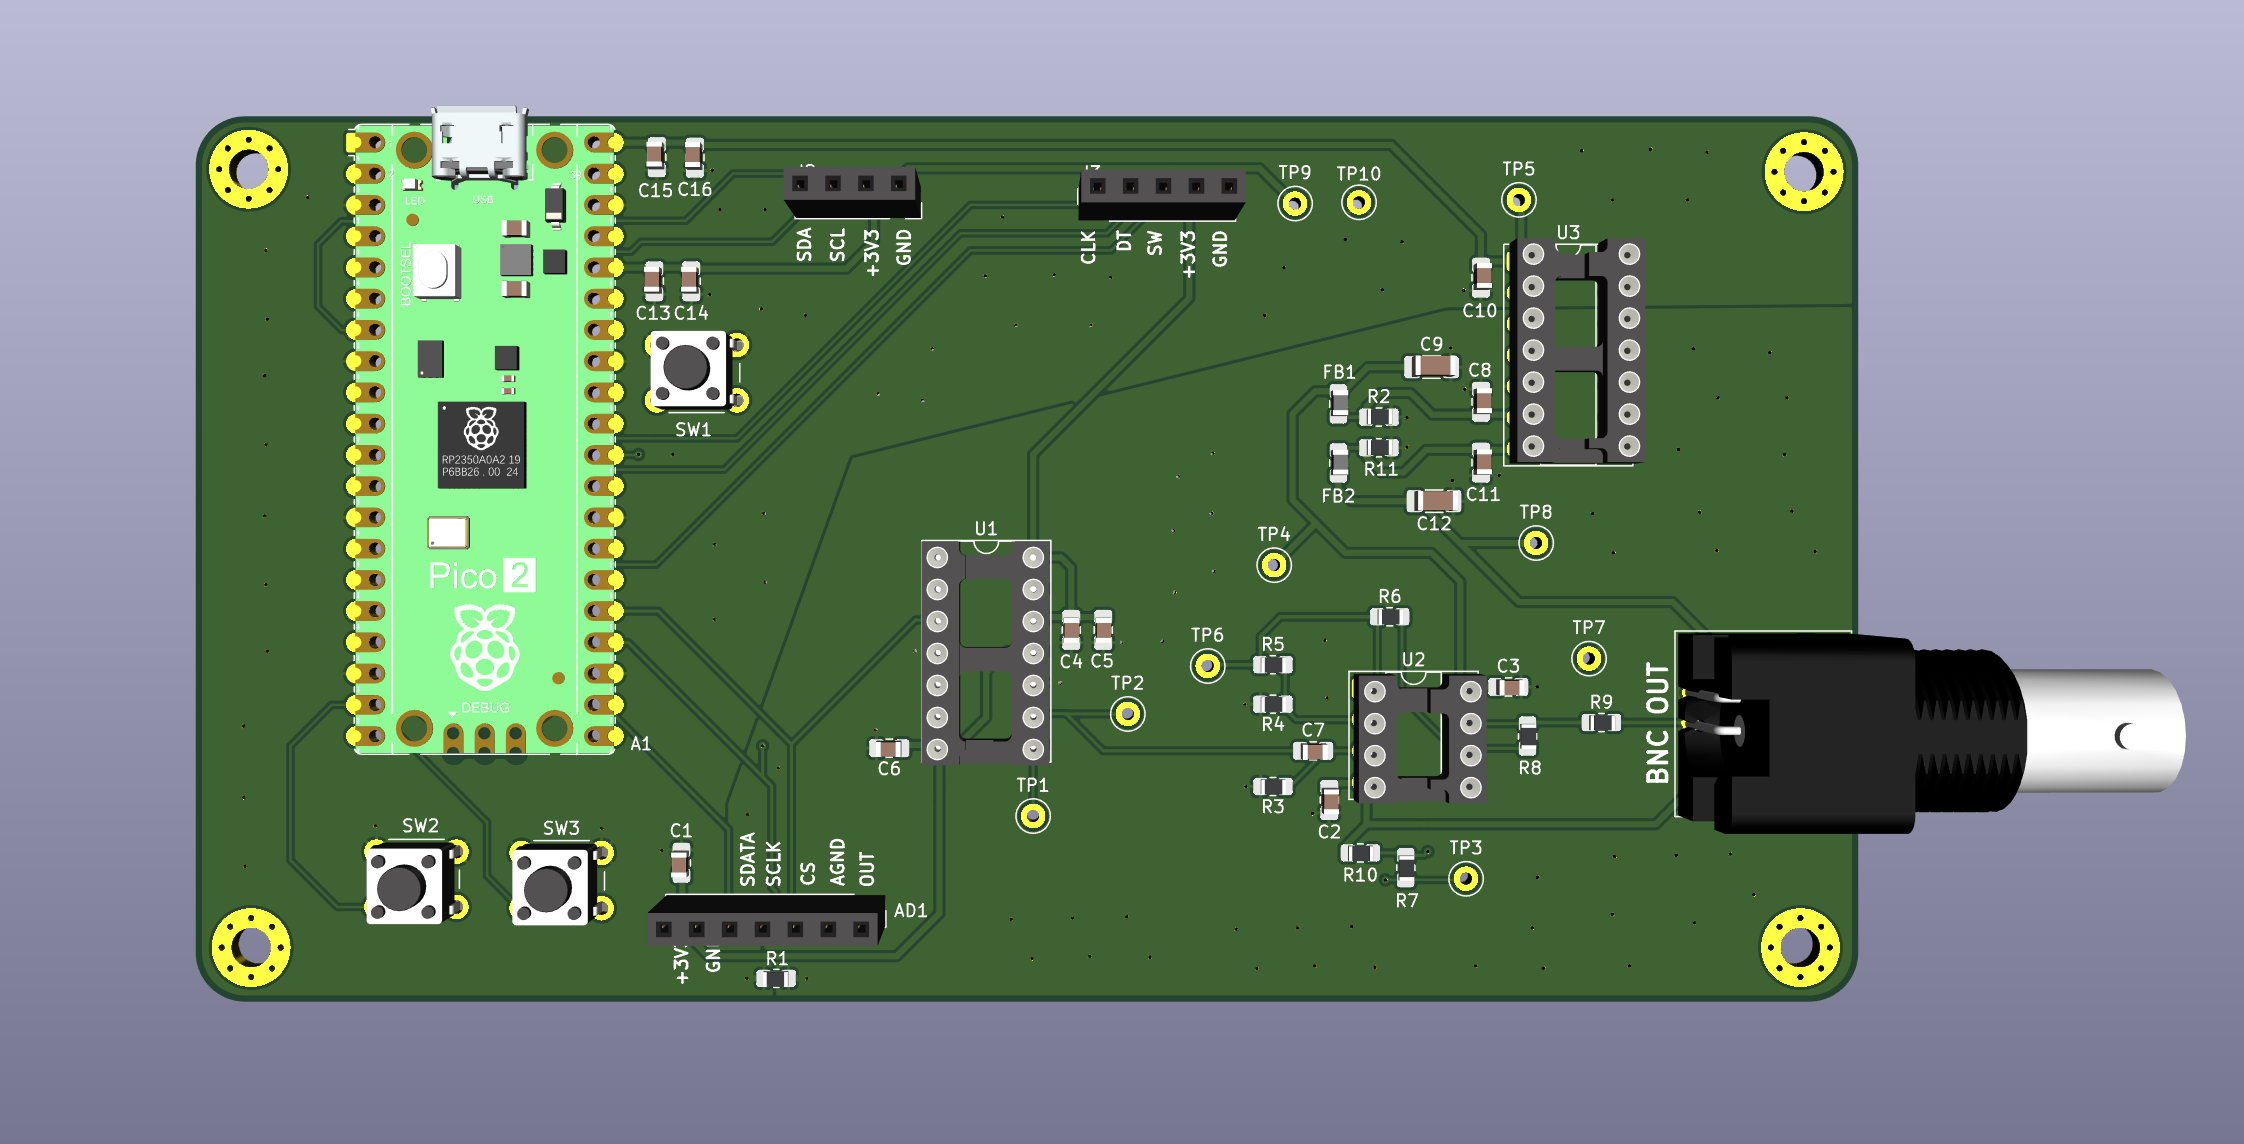 C15 C16
TP9 TP10 TP5
LED
USB
BOOTSEL
SDA SCL +3V3 GND
CLK DT SW +3V3 GND
U3
C13 C14
C10
C9
FB1 C8
R2
SW1
RP2350A0A2 19
P6BB26 . 00 24
R11
FB2 C11
C12 TP8
U1
TP4
Pico 2
R6
TP6 R5 TP7
C4 C5 U2 C3
TP2
BNC OUT
DEBUG
R4
A1
C7
C6 R8 R9
TP1
R3
C2
SW2 SW3
C1
SDATA SCLK CS AGND OUT
TP3
R10
R7
AD1
+3V GN
R1